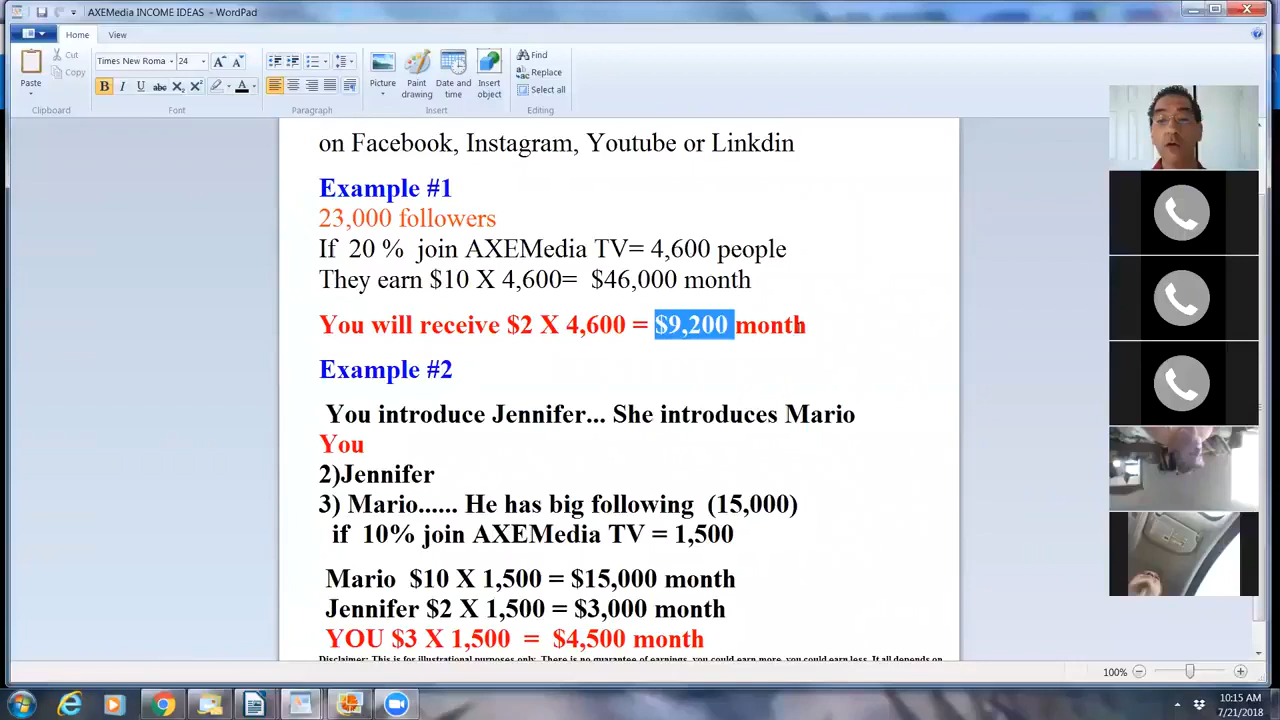 AXEMedia INCOME IDEAS - WordPad
Home View
Cut
Copy
Paste
Clipboard
Times New Roma 24
Font
Paragraph
Picture
Paint drawing
Date and time
Insert object
Insert
Find
Replace
Select all
Editing
on Facebook, Instagram, Youtube or Linkdin
Example #1
23,000 followers
If 20 % join AXEMedia TV= 4,600 people
They earn $10 X 4,600= $46,000 month
You will receive $2 X 4,600 = $9,200 month
Example #2
You introduce Jennifer... She introduces Mario
You
2)Jennifer
3) Mario...... He has big following (15,000)
if 10% join AXEMedia TV = 1,500
Mario $10 X 1,500 = $15,000 month
Jennifer $2 X 1,500 = $3,000 month
YOU $3 X 1,500 = $4,500 month
Disclaimer: This is for illustrational purposes only. There is no guarantee of earnings, you could earn more, you could earn less. It all depends on
100%
10:15 AM
7/21/2018